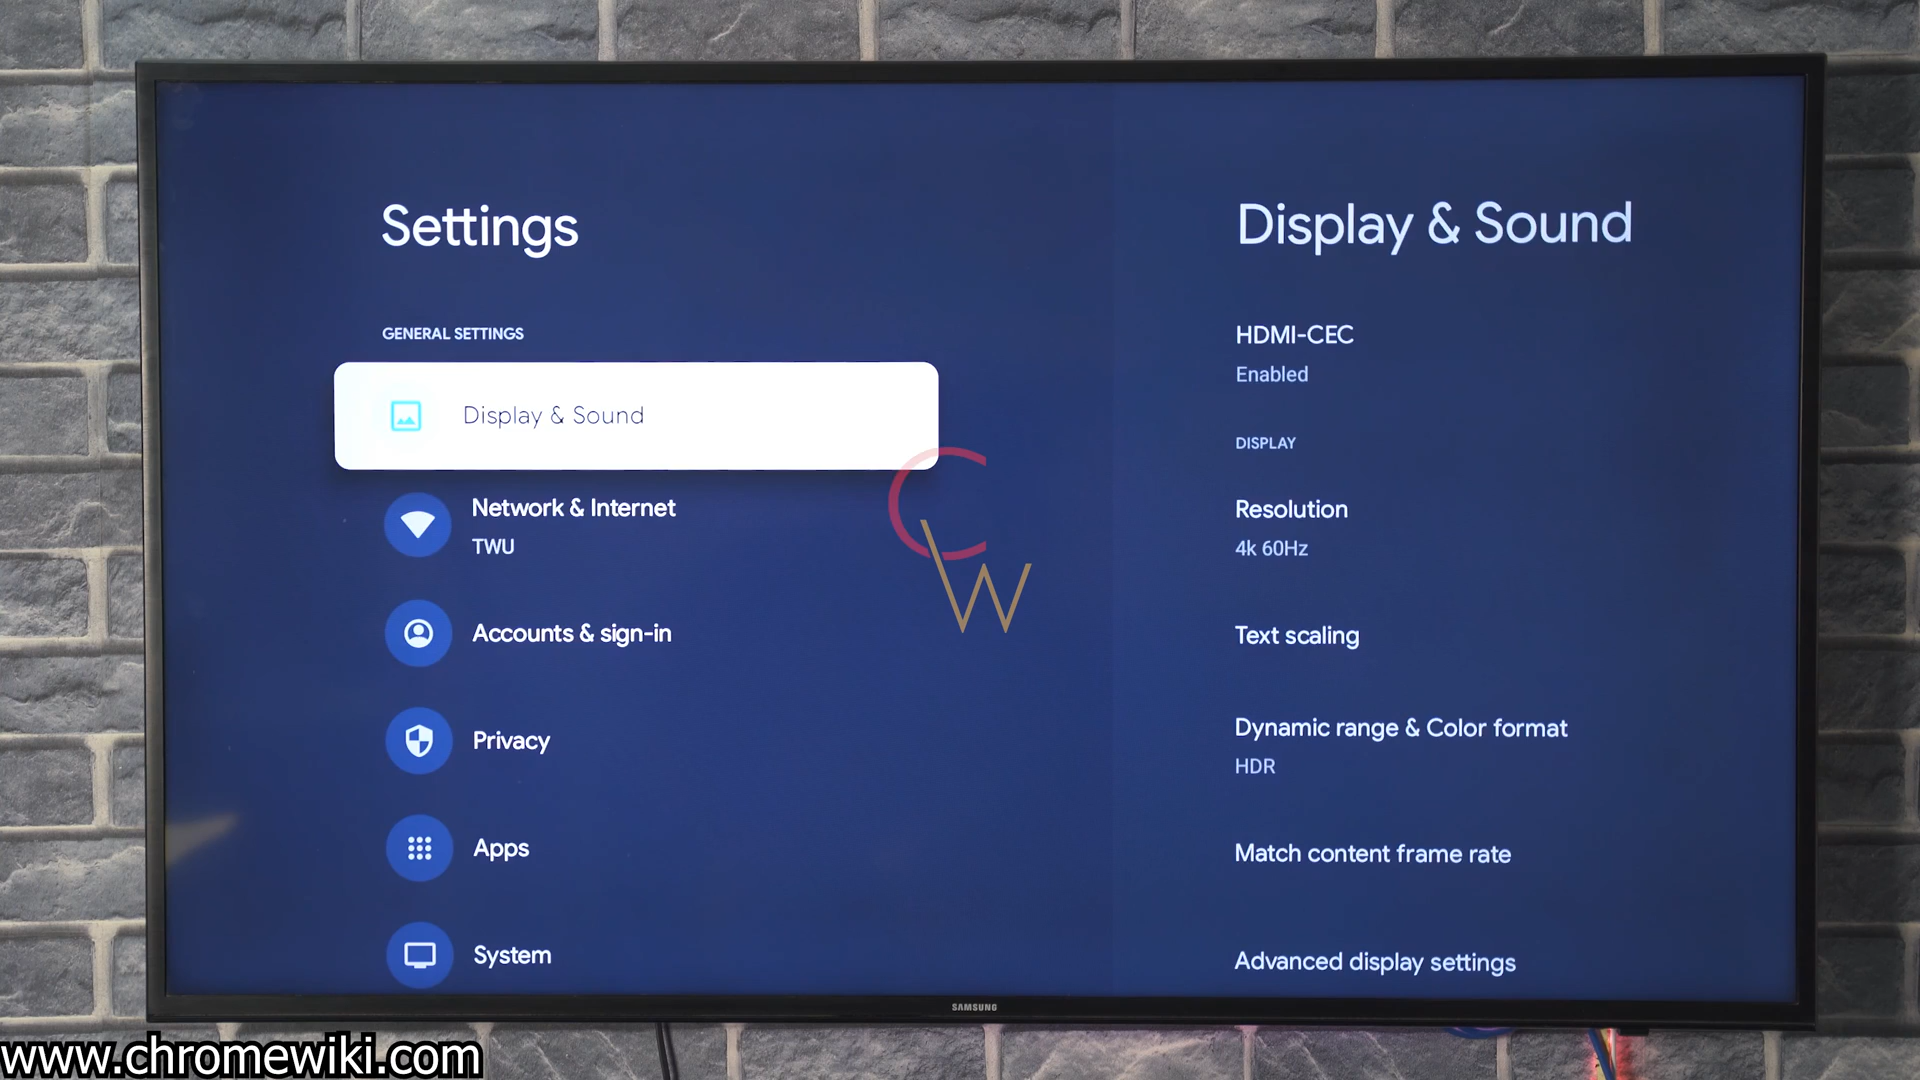 Settings
GENERAL SETTINGS
Display & Sound
Network & Internet
TWU
Accounts & sign-in
Privacy
Apps
System
Display & Sound
HDMI-CEC
Enabled
DISPLAY
Resolution
4k 60Hz
Text scaling
Dynamic range & Color format
HDR
Match content frame rate
Advanced display settings
CW
SAMSUNG
www.chromewiki.com